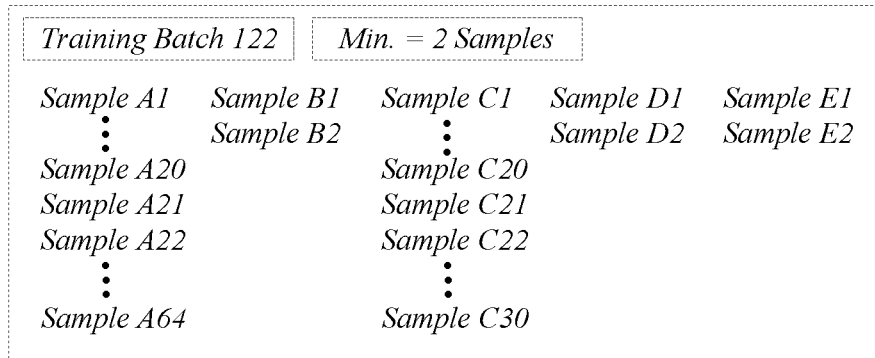 Training Batch 122 Min. = 2 Samples
Sample A1 Sample B1 Sample C1 Sample D1 Sample E1
Sample B2 Sample D2 Sample E2
Sample A20 Sample C20
Sample A21 Sample C21
Sample A22 Sample C22
Sample A64 Sample C30